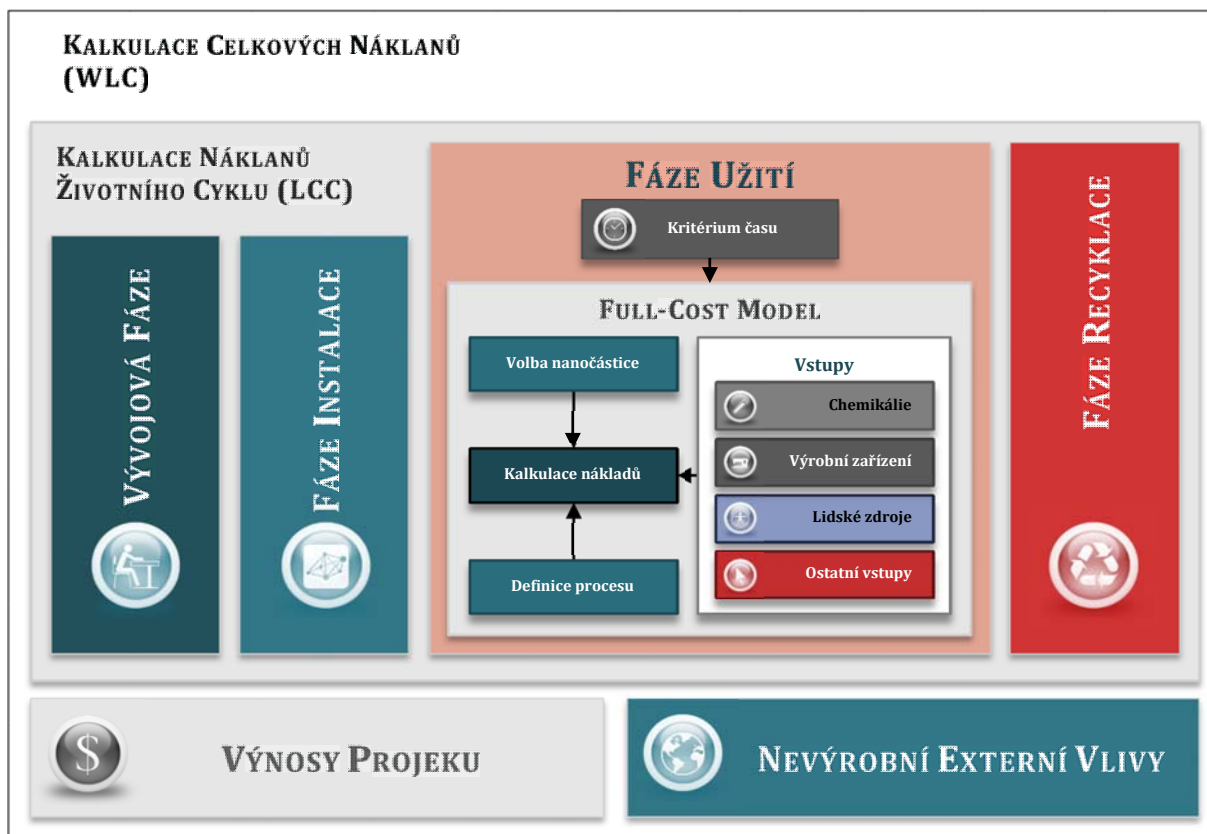 KALKULACE CELKOVÝCH NÁKLANŮ
(WLC)
KALKULACE NÁKLANŮ
ŽIVOTNÍHO CYKLU (LCC)
VÝVOJOVÁ FÁZE
FÁZE INSTALACE
FÁZE UŽITÍ
Kritérium času
FULL-COST MODEL
Volba nanočástice
Kalkulace nákladů
Definice procesu
Vstupy
Chemikálie
Výrobní zařízení
Lidské zdroje
Ostatní vstupy
FÁZE RECYKLACE
$
VÝNOSY PROJEKU
NEVÝROBNÍ EXTERNÍ VLIVY